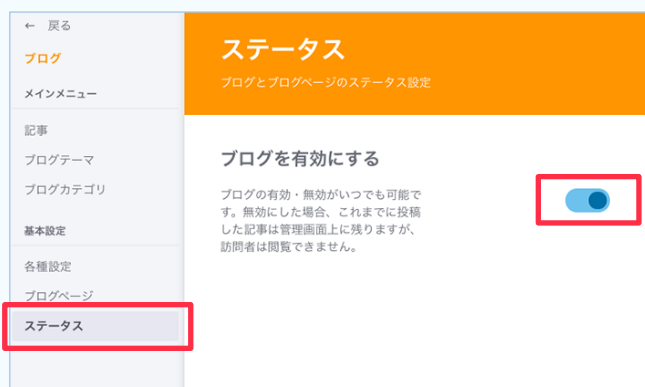 ← 戻る
ブログ
メインメニュー
記事
ブログテーマ
ブログカテゴリ
基本設定
各種設定
ブログページ
ステータス
ステータス
ブログとブログページのステータス設定
ブログを有効にする
ブログの有効・無効がいつでも可能で
す。無効にした場合、これまでに投稿
した記事は管理画面上に残りますが、
訪問者は閲覧できません。